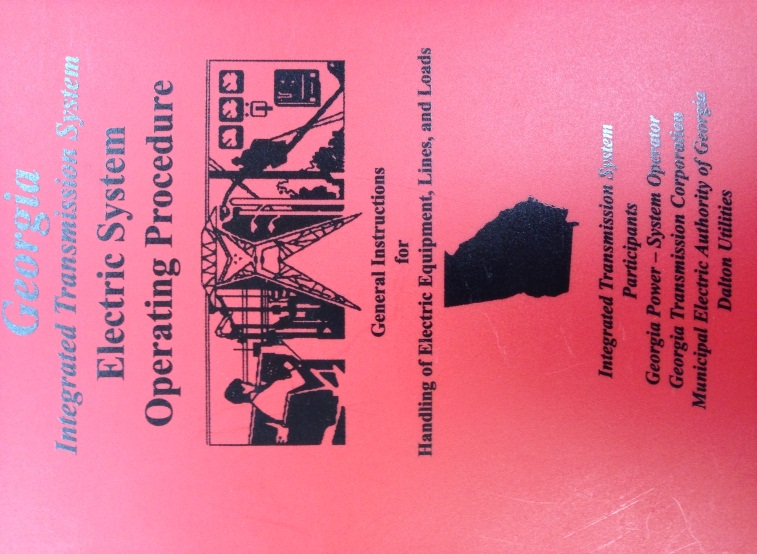 Georgia
Integrated Transmission System
Electric System
Operating Procedure
General Instructions
for
Handling of Electric Equipment, Lines, and Loads
Integrated Transmission System
Participants
Georgia Power – System Operator
Georgia Transmission Corporation
Municipal Electric Authority of Georgia
Dalton Utilities